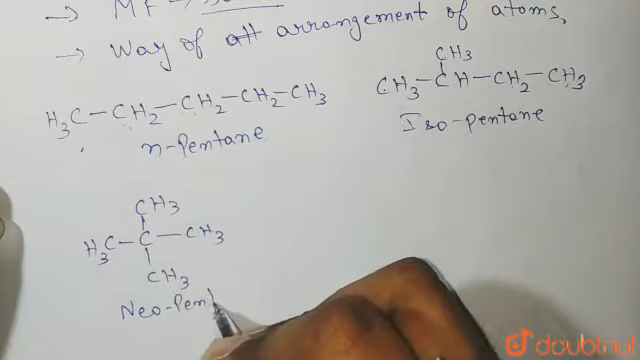 → MF →
→ Way of arrangement of atoms,
CH3
H3C-CH2-CH2-CH2-CH3
CH3-CH-CH2-CH3
n-Pentane
Iso-pentane
CH3
H3C-C-CH3
CH3
Neo-Pen
doubtnut